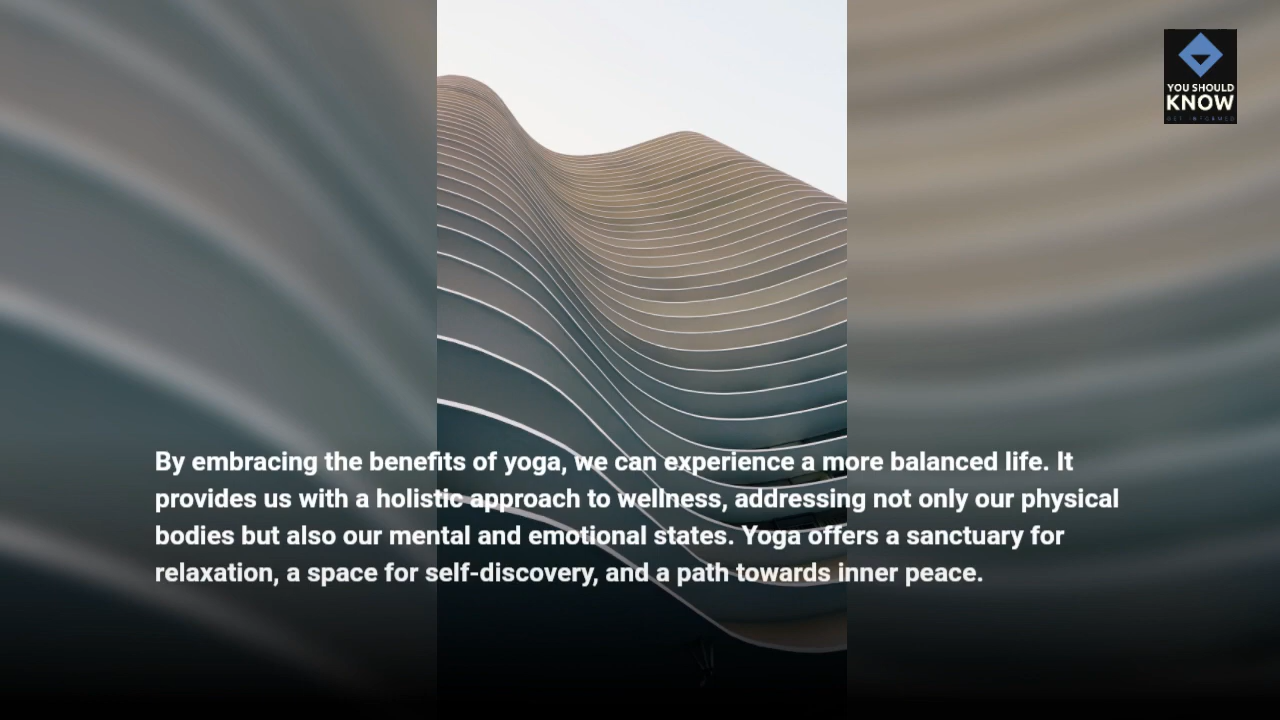 YOU SHOULD
KNOW
GET INFORMED
By embracing the benefits of yoga, we can experience a more balanced life. It
provides us with a holistic approach to wellness, addressing not only our physical
bodies but also our mental and emotional states. Yoga offers a sanctuary for
relaxation, a space for self-discovery, and a path towards inner peace.